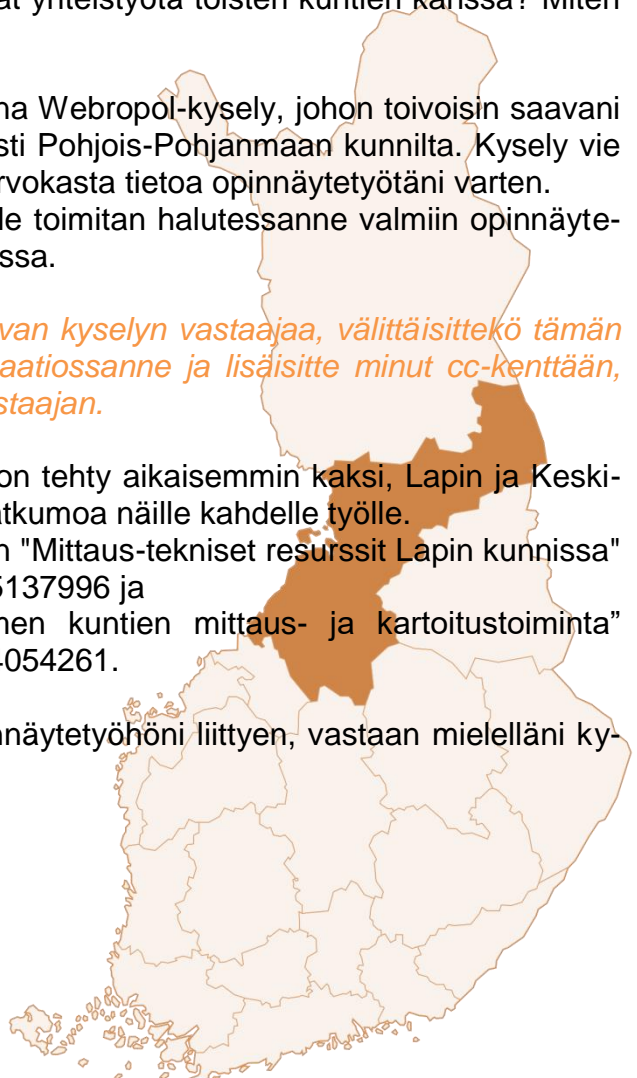 at yhteistyötä toisten kuntien kanssa? Miten
na Webropol-kysely, johon toivoisin saavani
sti Pohjois-Pohjanmaan kunnilta. Kysely vie
rvokasta tietoa opinnäytetyötäni varten.
le toimitan halutessanne valmiin opinnäyte-
ssa.
van kyselyn vastaajaa, välittäisittekö tämän
aatiossanne ja lisäisitte minut cc-kenttään,
staajan.
on tehty aikaisemmin kaksi, Lapin ja Keski-
atkumoa näille kahdelle työlle.
n "Mittaus-tekniset resurssit Lapin kunnissa"
5137996 ja
nen kuntien mittaus- ja kartoitustoiminta”
4054261.
nnäytetyöhöni liittyen, vastaan mielelläni ky-